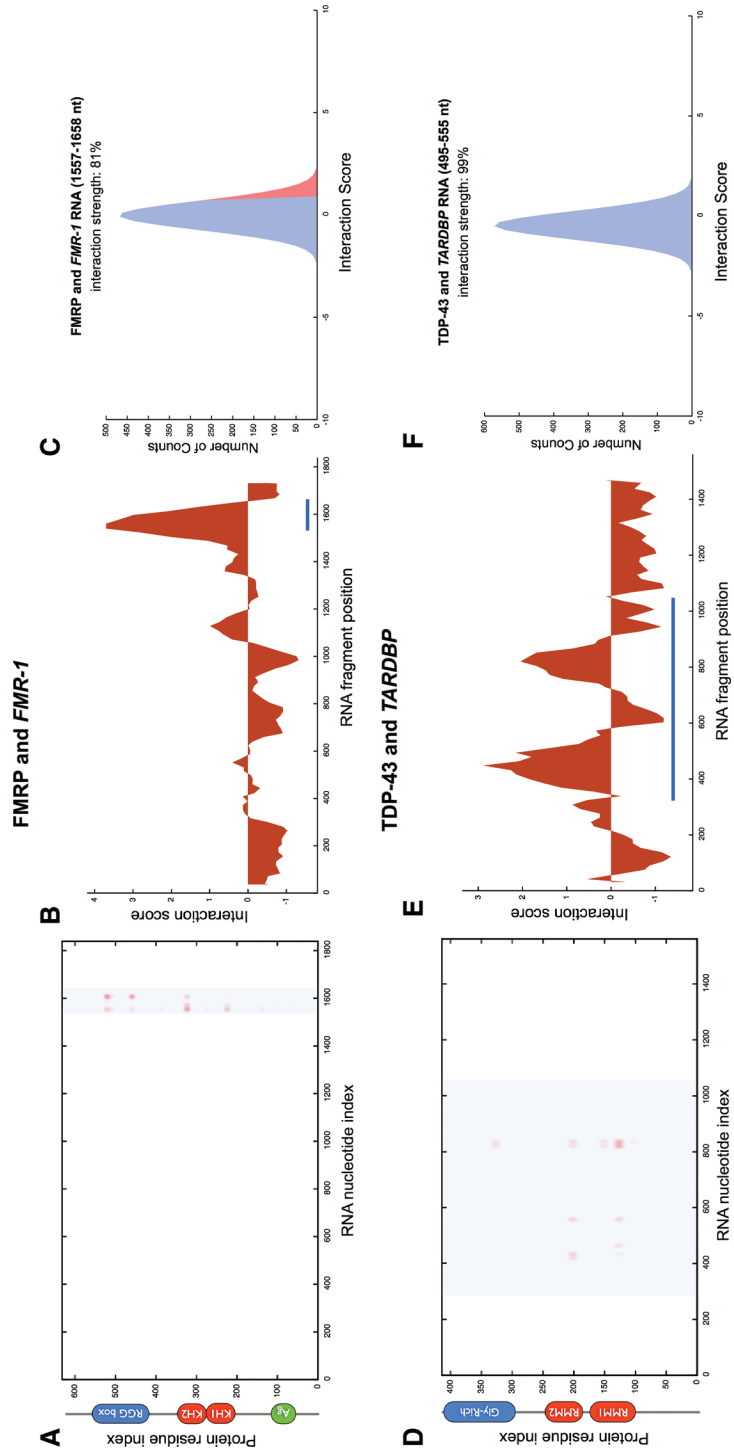 FMRP and FMR-1
A
Protein residue index
RGG box
KH2
KH1
Ag
600
500
400
300
200
100
0
0 200 400 600 800 1000 1200 1400 1600 1800
RNA nucleotide index
B
Interaction score
4
3
2
1
0
-1
0 200 400 600 800 1000 1200 1400 1600 1800
RNA fragment position
C
FMRP and FMR-1 RNA (1557-1658 nt)
interaction strength: 81%
Number of Counts
500
450
400
350
300
250
200
150
100
50
0
-10 -5 0 5 10
Interaction Score
TDP-43 and TARDBP
D
Protein residue index
Gly-Rich
RMM2
RMM1
400
350
300
250
200
150
100
50
0
0 200 400 600 800 1000 1200 1400
RNA nucleotide index
E
Interaction score
3
2
1
0
-1
0 200 400 600 800 1000 1200 1400
RNA fragment position
F
TDP-43 and TARDBP RNA (495-555 nt)
interaction strength: 99%
Number of Counts
600
500
400
300
200
100
0
-10 -5 0 5 10
Interaction Score